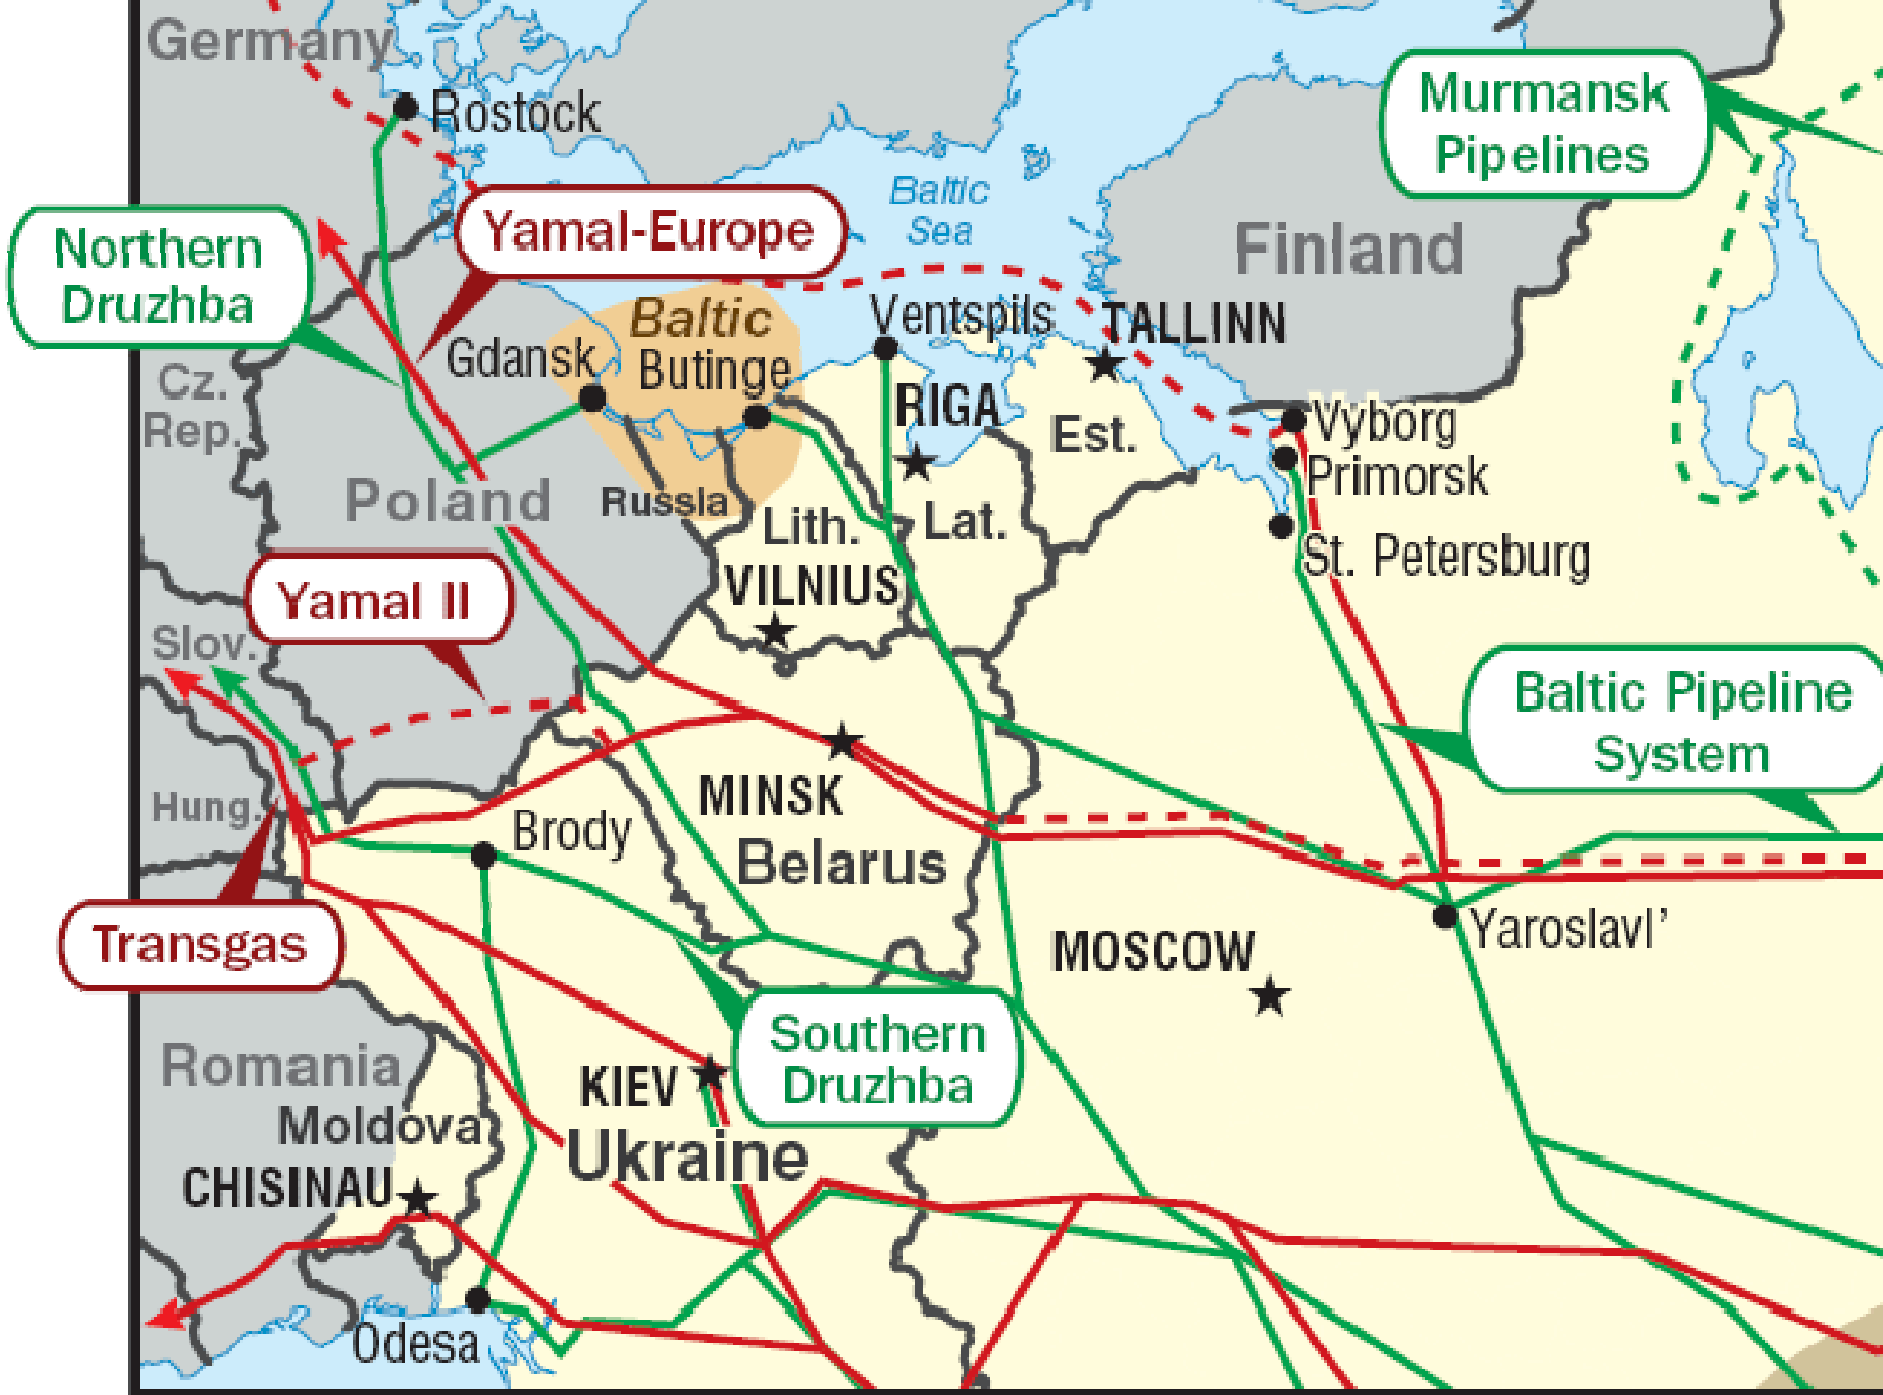 Germany
Murmansk
Pipelines
Rostock
Baltic
Sea
Yamal-Europe
Northern
Druzhba
Finland
Baltic
Ventspils
TALLINN
Gdansk
Butinge
Cz.
Rep.
RIGA
Est.
Vyborg
Primorsk
Poland
Russia
Lith.
Lat.
St. Petersburg
VILNIUS
Yamal II
Slov.
Baltic Pipeline
System
Hung.
MINSK
Brody
Belarus
Transgas
MOSCOW
Yaroslavl’
Southern
Druzhba
Romania
KIEV
Moldova
Ukraine
CHISINAU
Odesa